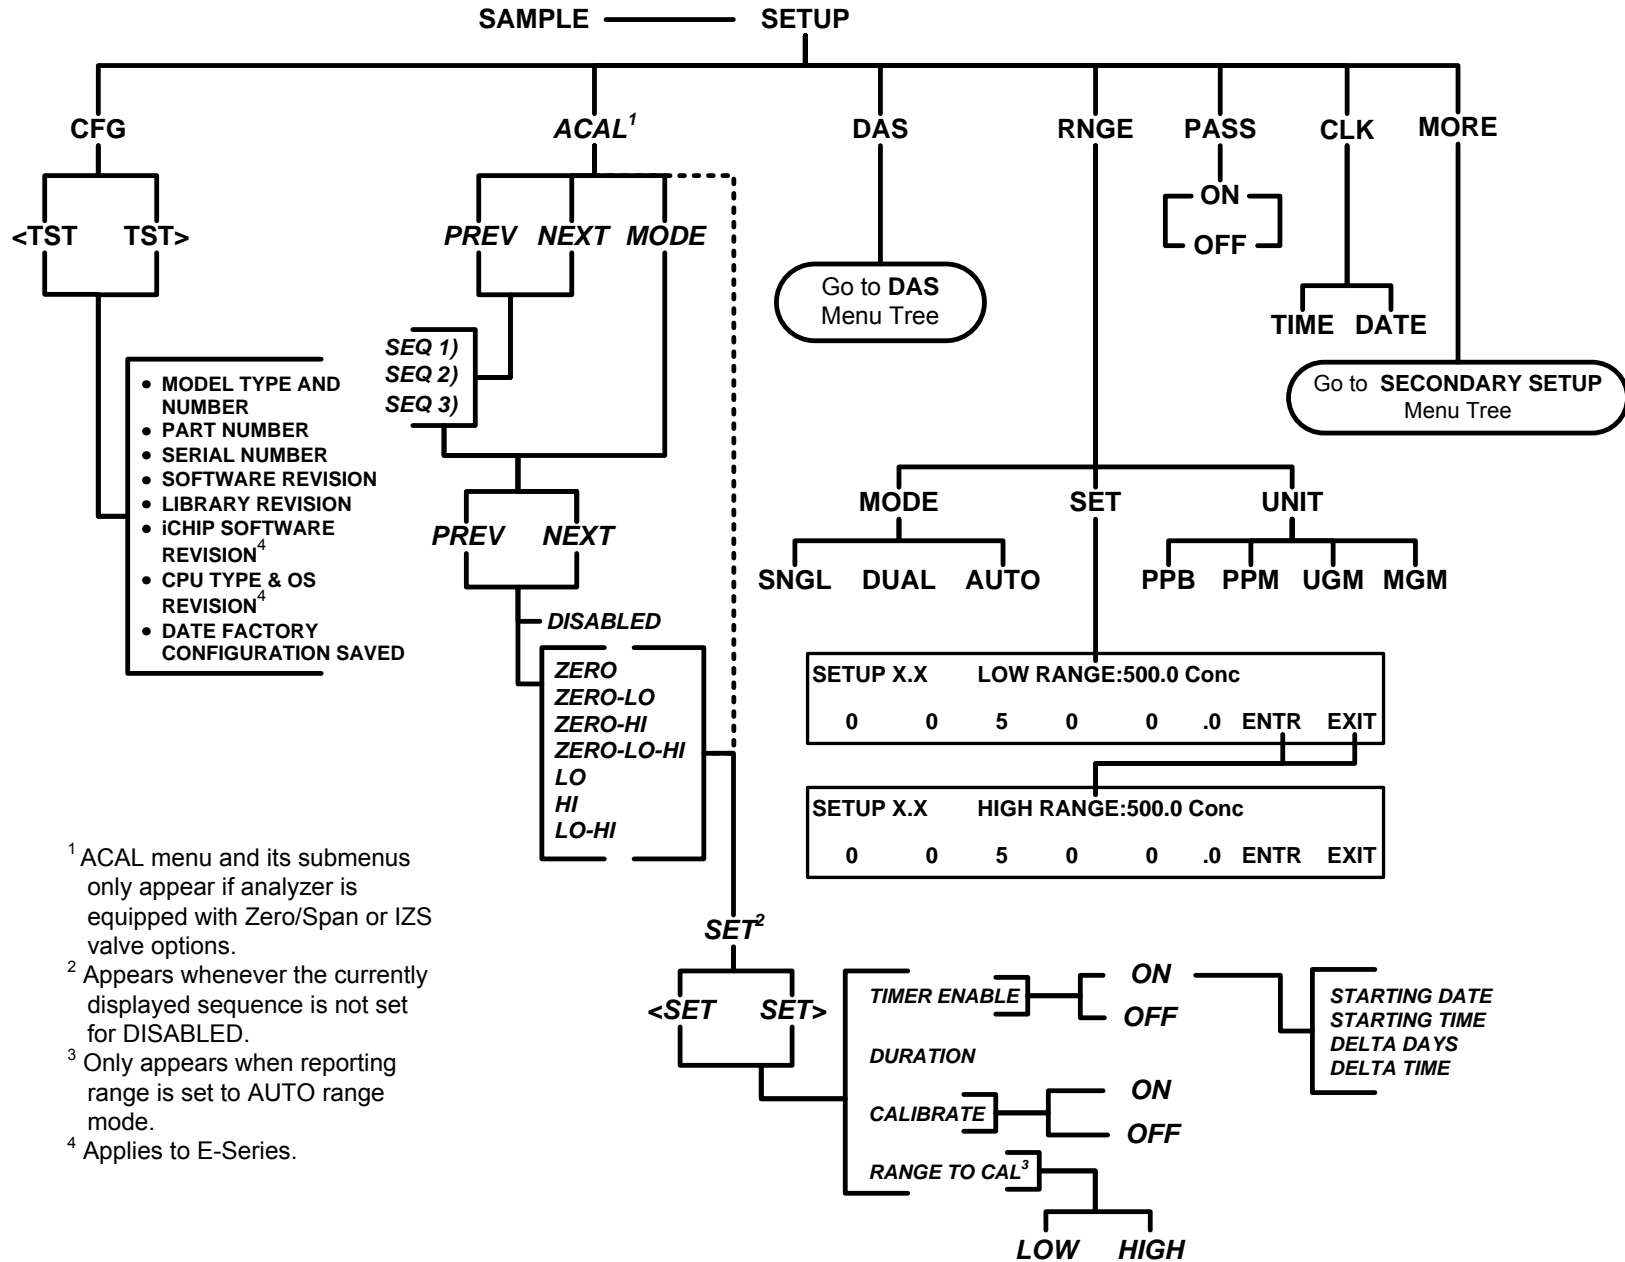 SAMPLE SETUP
CFG ACAL1 DAS RNGE PASS CLK MORE
<TST TST>
PREV NEXT MODE
ON
OFF
Go to DAS
Menu Tree
TIME DATE
Go to SECONDARY SETUP
Menu Tree
SEQ 1)
SEQ 2)
SEQ 3)
• MODEL TYPE AND
NUMBER
• PART NUMBER
• SERIAL NUMBER
• SOFTWARE REVISION
• LIBRARY REVISION
• iCHIP SOFTWARE
REVISION4
• CPU TYPE & OS
REVISION4
• DATE FACTORY
CONFIGURATION SAVED
PREV NEXT
DISABLED
ZERO
ZERO-LO
ZERO-HI
ZERO-LO-HI
LO
HI
LO-HI
MODE SET UNIT
SNGL DUAL AUTO
PPB PPM UGM MGM
SETUP X.X LOW RANGE:500.0 Conc
0 0 5 0 0 .0 ENTR EXIT
SETUP X.X HIGH RANGE:500.0 Conc
0 0 5 0 0 .0 ENTR EXIT
SET2
<SET SET>
TIMER ENABLE
ON
OFF
STARTING DATE
STARTING TIME
DELTA DAYS
DELTA TIME
DURATION
CALIBRATE
ON
OFF
RANGE TO CAL3
LOW HIGH
1 ACAL menu and its submenus
only appear if analyzer is
equipped with Zero/Span or IZS
valve options.
2 Appears whenever the currently
displayed sequence is not set
for DISABLED.
3 Only appears when reporting
range is set to AUTO range
mode.
4 Applies to E-Series.